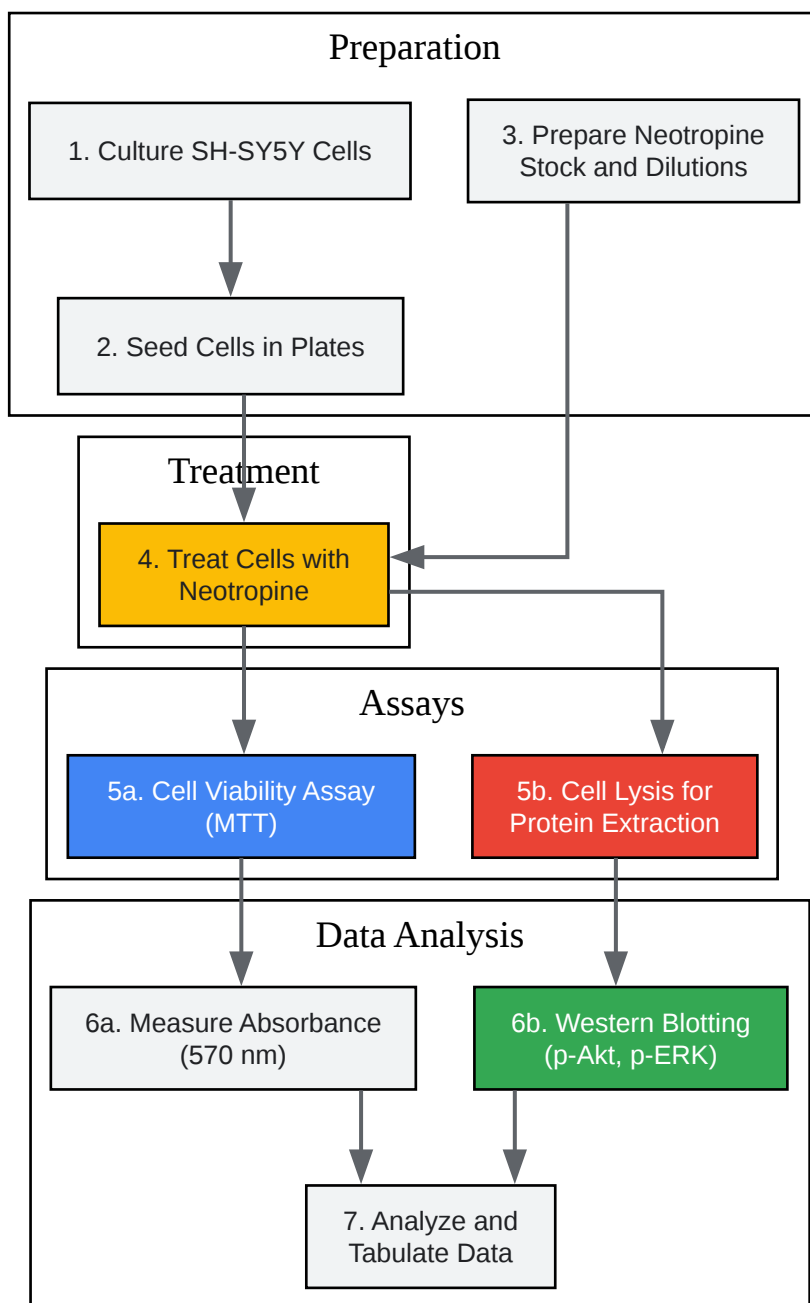 Preparation
1. Culture SH-SY5Y Cells
3. Prepare Neotropine
Stock and Dilutions
2. Seed Cells in Plates
Treatment
4. Treat Cells with
Neotropine
Assays
5a. Cell Viability Assay
(MTT)
5b. Cell Lysis for
Protein Extraction
Data Analysis
6a. Measure Absorbance
(570 nm)
6b. Western Blotting
(p-Akt, p-ERK)
7. Analyze and
Tabulate Data